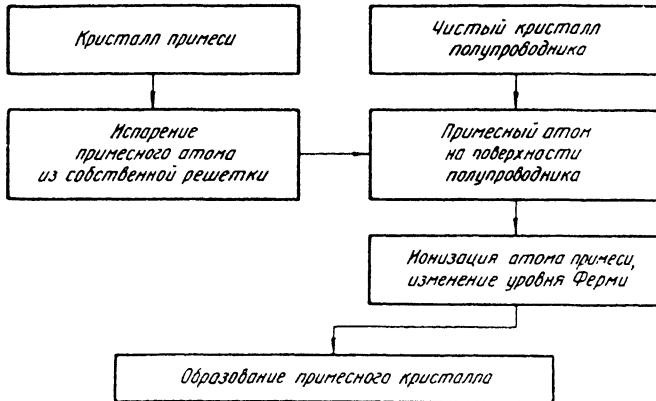 Кристалл примеси
Чистый кристалл
полупроводника
Испарение
примесного атома
из собственной решетки
Примесный атом
на поверхности
полупроводника
Ионизация атома примеси,
изменение уровня Ферми
Образование примесного кристалла